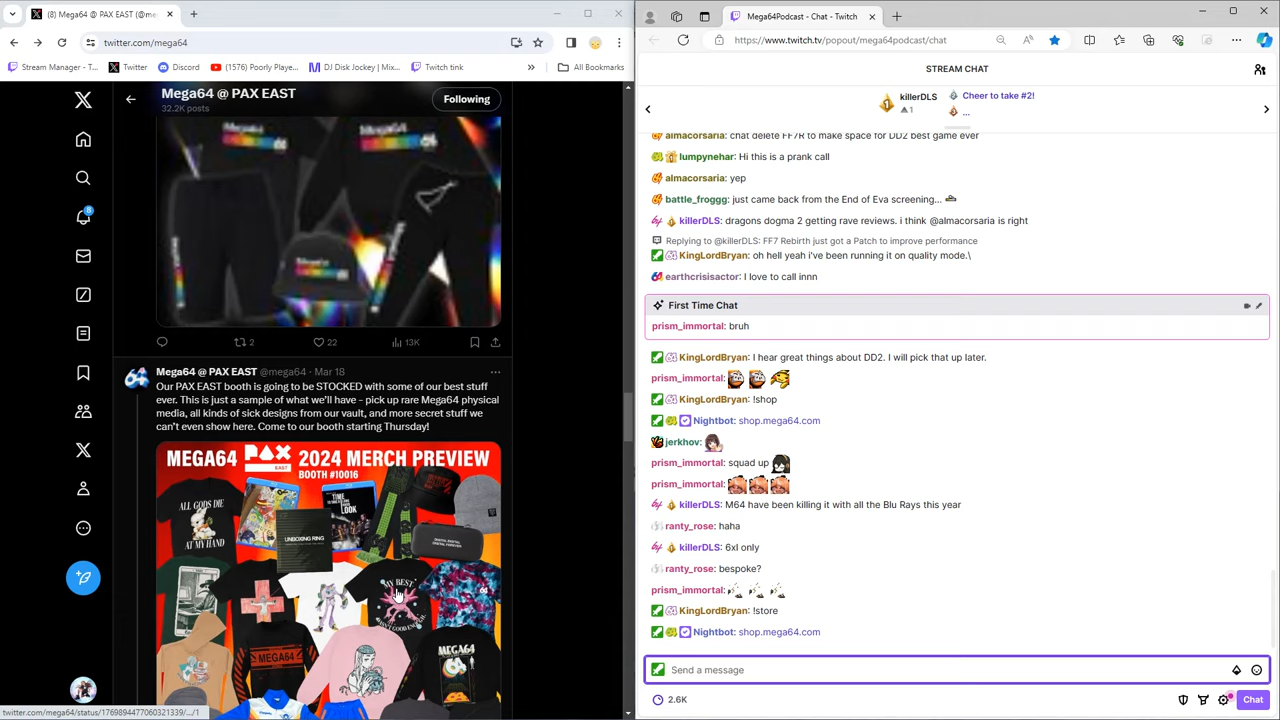 (8) Mega64 @ PAX EAST (@me
twitter.com/mega64
Stream Manager - T...
Twitter
Discord
(1576) Poorly Playe...
DJ Disk Jockey | Mix...
Twitch tink
»
All Bookmarks
Mega64 @ PAX EAST
32.2K posts
Following
8
2
22
13K
Mega64 @ PAX EAST @mega64 · Mar 18
Our PAX EAST booth is going to be STOCKED with some of our best stuff
ever. This is just a sample of what we'll have - pick up rare Mega64 physical
media, all kinds of sick designs from our vault, and more secret stuff we
can't even show here. Come to our booth starting Thursday!
MEGA64 PAX EAST 2024 MERCH PREVIEW
BOOTH #10016
ALL GODS DIE
AT MY HAND
UNBOXING RING
LOOK
MY BEST
MEGA64
MEGA64
twitter.com/mega64/status/1769894477060321339/.../1
Mega64Podcast - Chat - Twitch
https://www.twitch.tv/popout/mega64podcast/chat
STREAM CHAT
1
killerDLS
1
Cheer to take #2!
...
almacorsaria: chat delete FF7R to make space for DD2 best game ever
lumpynehar: Hi this is a prank call
almacorsaria: yep
battle_froggg: just came back from the End of Eva screening...
killerDLS: dragons dogma 2 getting rave reviews. i think @almacorsaria is right
Replying to @killerDLS: FF7 Rebirth just got a Patch to improve performance
KingLordBryan: oh hell yeah i've been running it on quality mode.\
earthcrisisactor: I love to call innn
First Time Chat
prism_immortal: bruh
KingLordBryan: I hear great things about DD2. I will pick that up later.
prism_immortal:
KingLordBryan: !shop
Nightbot: shop.mega64.com
jerkhov:
prism_immortal: squad up
prism_immortal:
killerDLS: M64 have been killing it with all the Blu Rays this year
ranty_rose: haha
killerDLS: 6xl only
ranty_rose: bespoke?
prism_immortal:
KingLordBryan: !store
Nightbot: shop.mega64.com
Send a message
2.6K
Chat